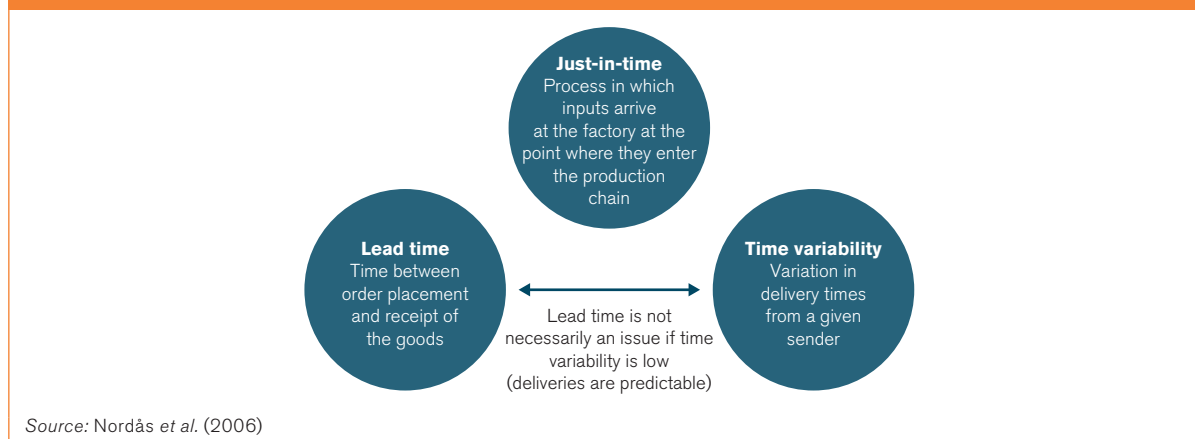 Just-in-time
Process in which
inputs arrive
at the factory at the
point where they enter
the production
chain
Lead time
Time between
order placement
and receipt of
the goods
Time variability
Variation in
delivery times
from a given
sender
Lead time is not
necessarily an issue if time
variability is low
(deliveries are predictable)
Source: Nordås et al. (2006)